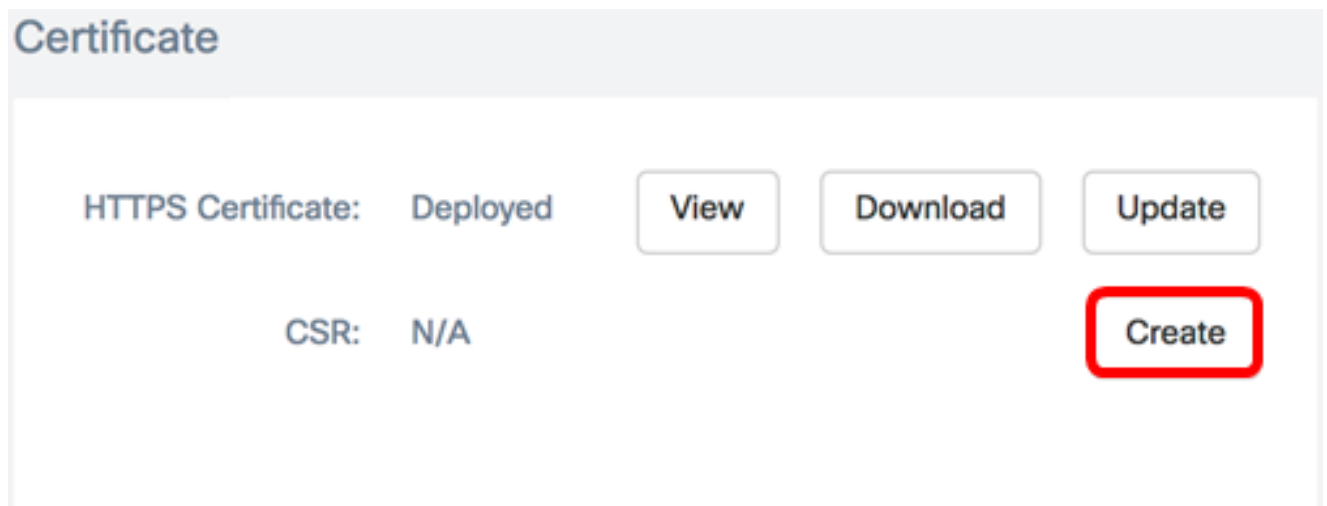 Certificate
HTTPS Certificate: Deployed View Download Update
CSR: N/A Create